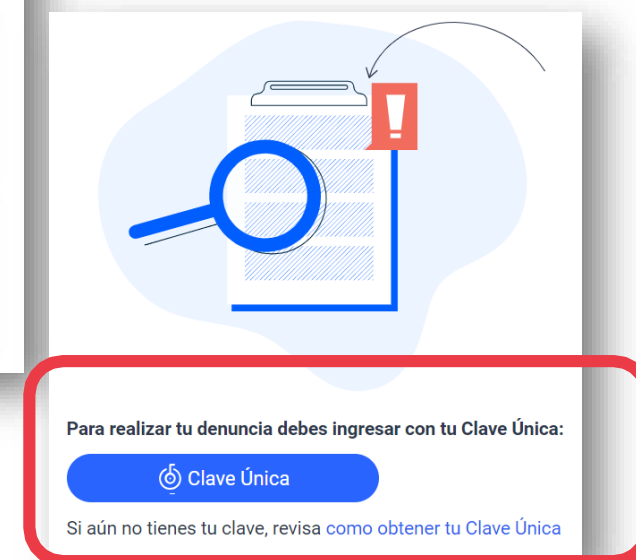 Para realizar tu denuncia debes ingresar con tu Clave Única:
Clave Única
Si aún no tienes tu clave, revisa como obtener tu Clave Única